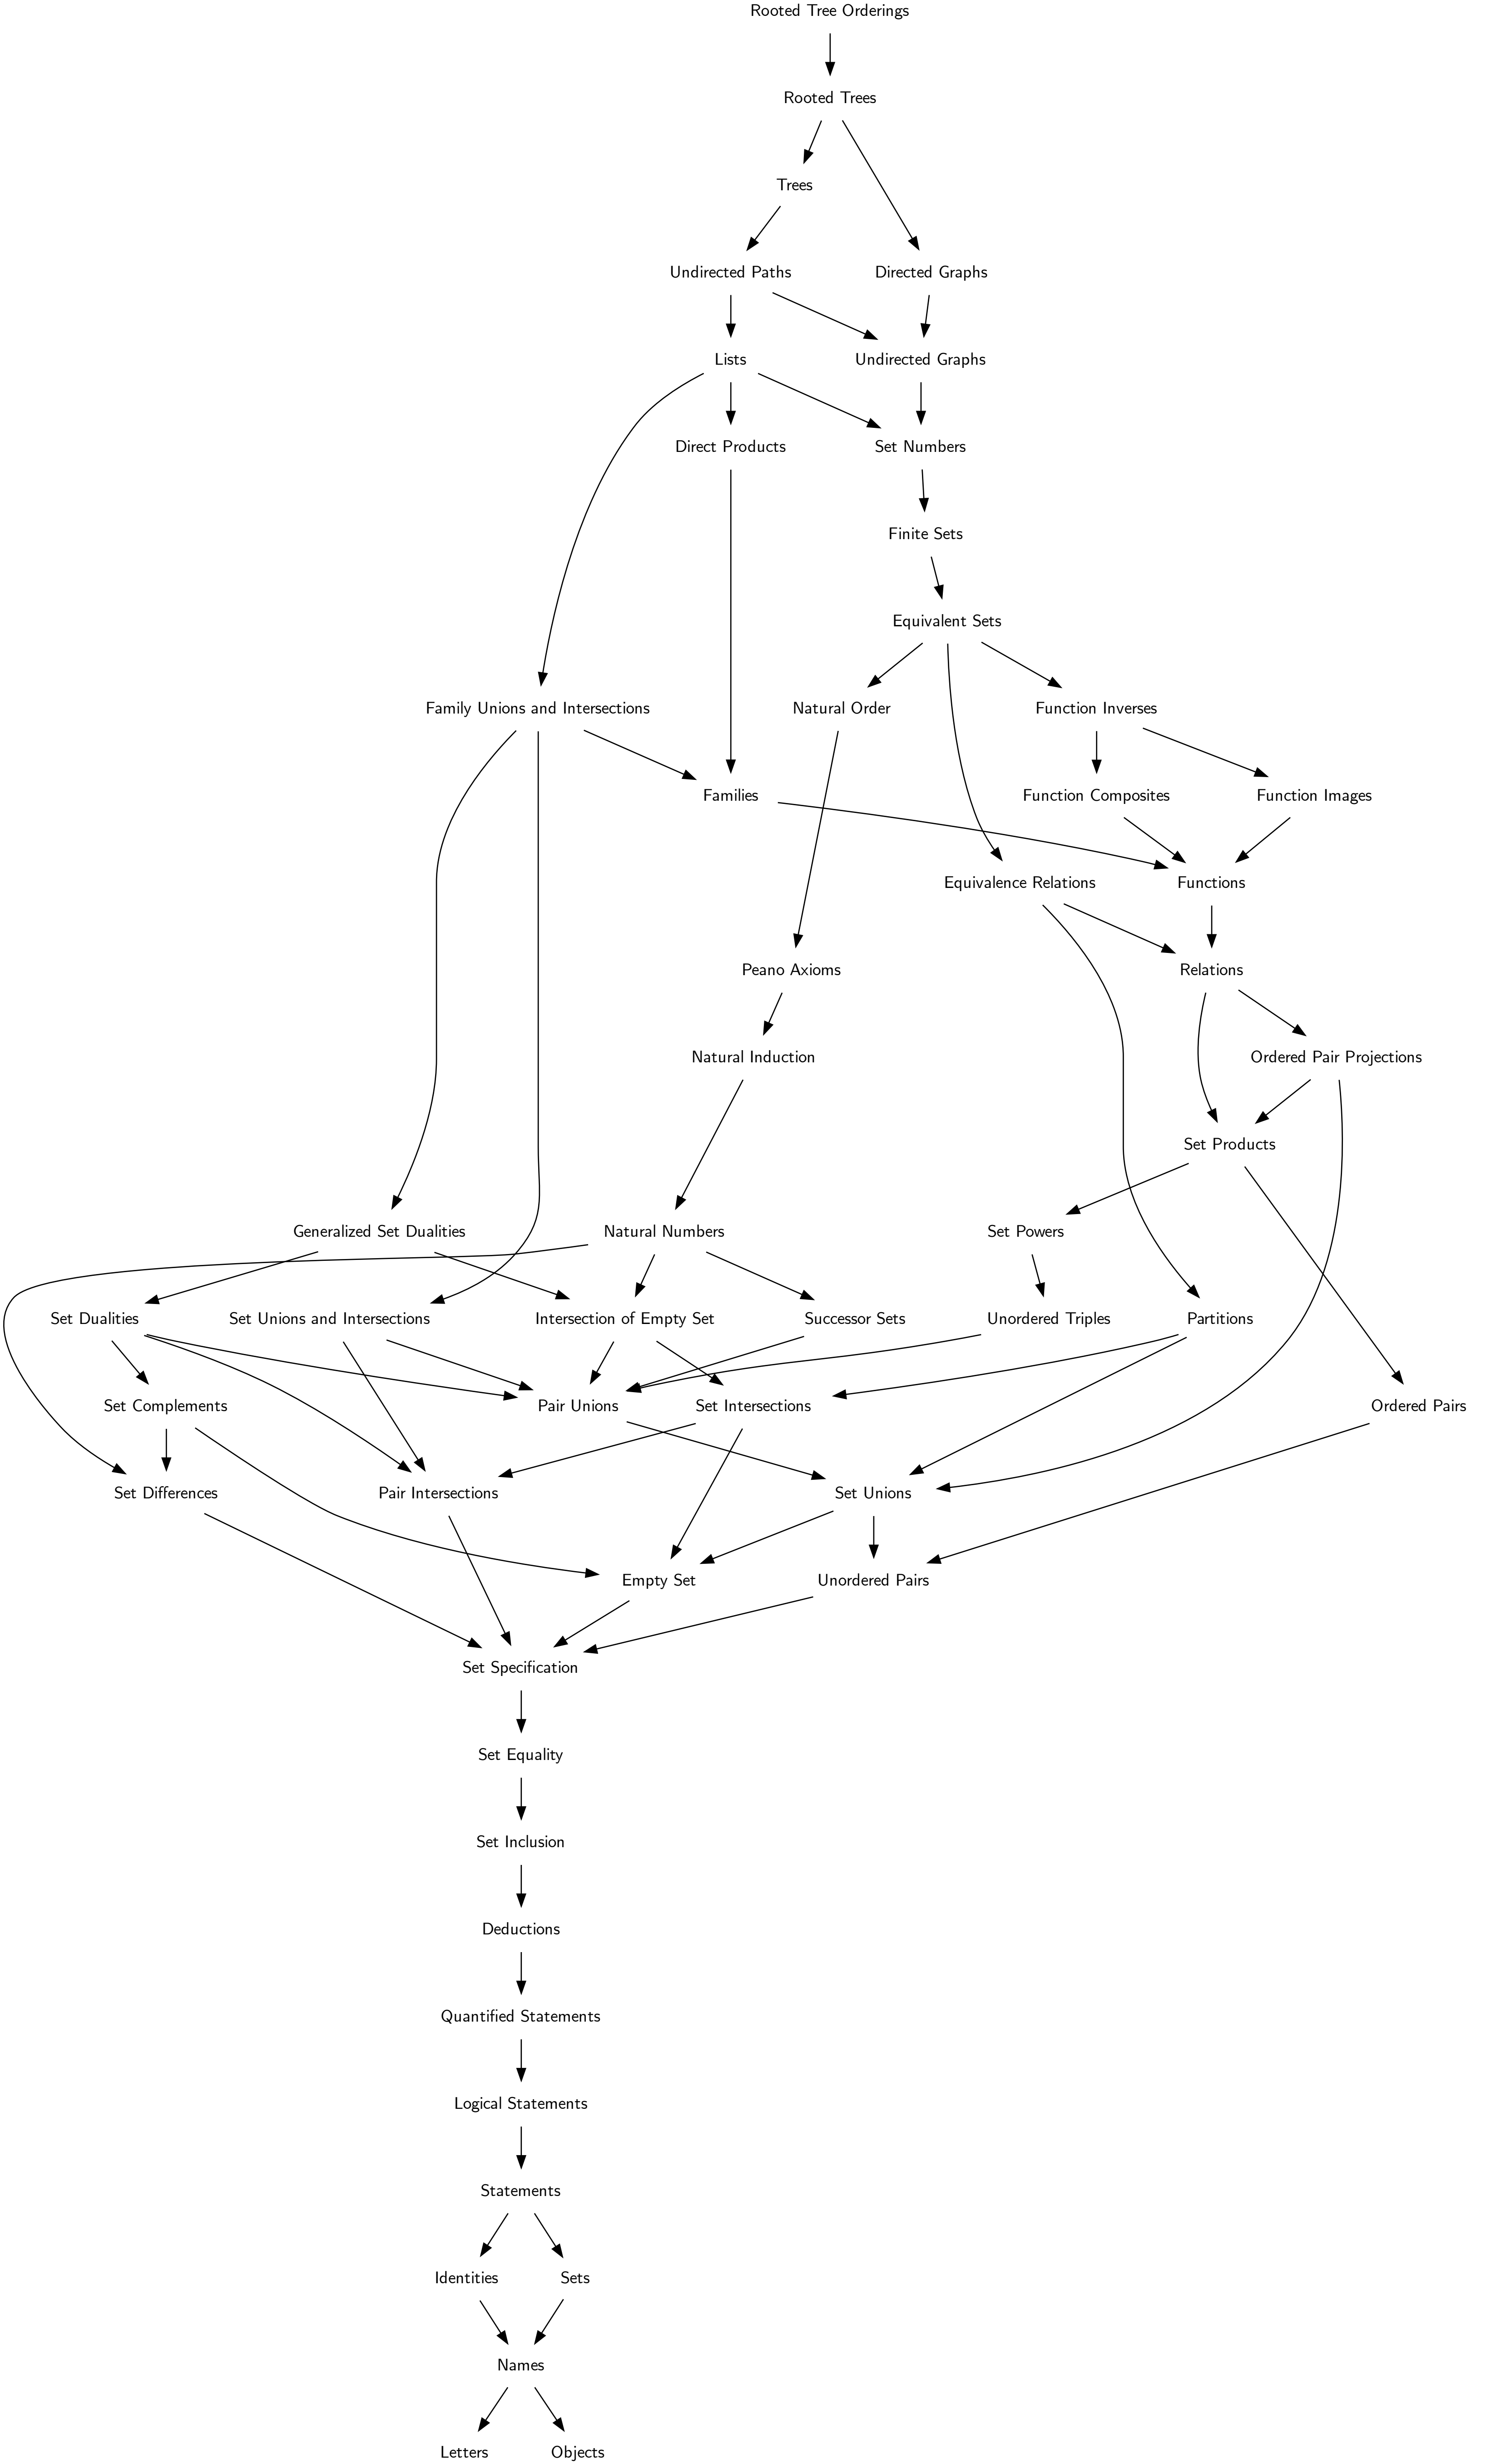 Rooted Tree Orderings
Rooted Trees
Trees
Undirected Paths
Directed Graphs
Lists
Undirected Graphs
Direct Products
Set Numbers
Finite Sets
Equivalent Sets
Family Unions and Intersections
Natural Order
Function Inverses
Families
Function Composites
Function Images
Equivalence Relations
Functions
Peano Axioms
Relations
Natural Induction
Ordered Pair Projections
Set Products
Generalized Set Dualities
Natural Numbers
Set Powers
Set Dualities
Set Unions and Intersections
Intersection of Empty Set
Successor Sets
Unordered Triples
Partitions
Set Complements
Pair Unions
Set Intersections
Ordered Pairs
Set Differences
Pair Intersections
Set Unions
Empty Set
Unordered Pairs
Set Specification
Set Equality
Set Inclusion
Deductions
Quantified Statements
Logical Statements
Statements
Identities
Sets
Names
Letters
Objects